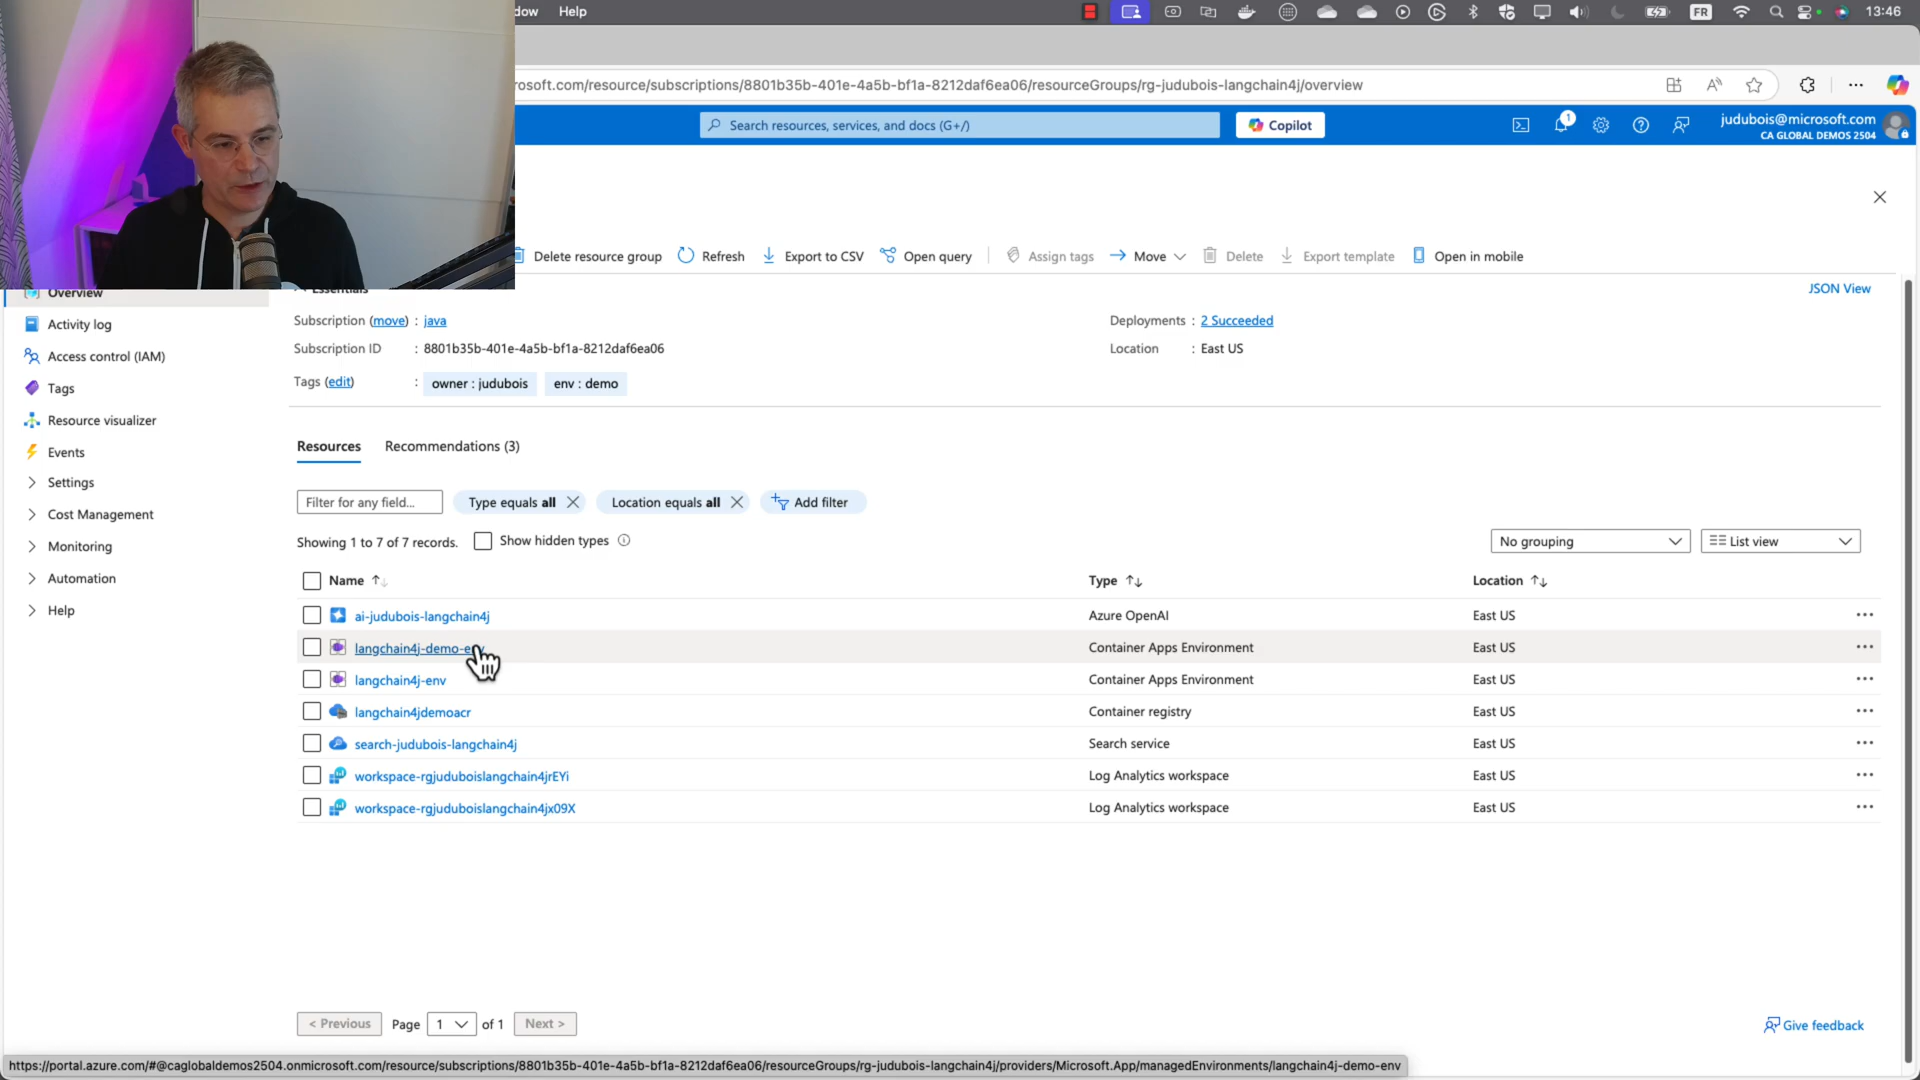 dow Help
FR 13:46
rosoft.com/resource/subscriptions/8801b35b-401e-4a5b-bf1a-8212daf6ea06/resourceGroups/rg-judubois-langchain4j/overview
Search resources, services, and docs (G+/)
Copilot
1
judubois@microsoft.com
CA GLOBAL DEMOS 2504
Delete resource group Refresh Export to CSV Open query Assign tags Move Delete Export template Open in mobile
Overview
Activity log
Access control (IAM)
Tags
Resource visualizer
Events
Settings
Cost Management
Monitoring
Automation
Help
Essentials
JSON View
Subscription (move) : java
Deployments : 2 Succeeded
Subscription ID : 8801b35b-401e-4a5b-bf1a-8212daf6ea06
Location : East US
Tags (edit) : owner : judubois env : demo
Resources Recommendations (3)
Filter for any field... Type equals all Location equals all Add filter
Showing 1 to 7 of 7 records. Show hidden types
No grouping List view
Name Type Location
ai-judubois-langchain4j Azure OpenAI East US
langchain4j-demo-env Container Apps Environment East US
langchain4j-env Container Apps Environment East US
langchain4jdemoacr Container registry East US
search-judubois-langchain4j Search service East US
workspace-rgjuduboislangchain4jrEYi Log Analytics workspace East US
workspace-rgjuduboislangchain4jx09X Log Analytics workspace East US
< Previous Page 1 of 1 Next >
Give feedback
https://portal.azure.com/#@caglobaldemos2504.onmicrosoft.com/resource/subscriptions/8801b35b-401e-4a5b-bf1a-8212daf6ea06/resourceGroups/rg-judubois-langchain4j/providers/Microsoft.App/managedEnvironments/langchain4j-demo-env